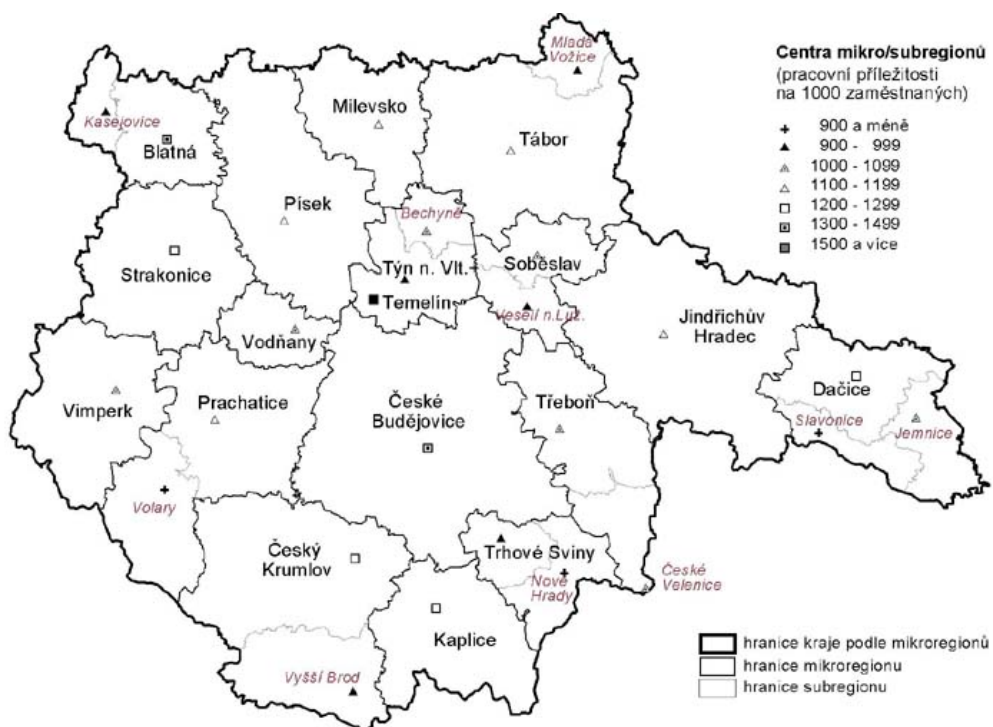 Mladá
Vožice
Centra mikro/subregionů
(pracovní příležitosti
na 1000 zaměstnaných)
900 a méně
900 - 999
1000 - 1099
1100 - 1199
1200 - 1299
1300 - 1499
1500 a více
Kasejovice
Blatná
Milevsko
Tábor
Písek
Bechyně
Strakonice
Týn n. Vlt.
Soběslav
Temelín
Veselí n.Luž.
Jindřichův
Hradec
Vodňany
Vimperk
Prachatice
České
Budějovice
Třeboň
Dačice
Slavonice
Jemnice
Volary
Český
Krumlov
Trhové Sviny
Nové
Hrady
České
Velenice
Kaplice
Vyšší Brod
hranice kraje podle mikroregionů
hranice mikroregionu
hranice subregionu